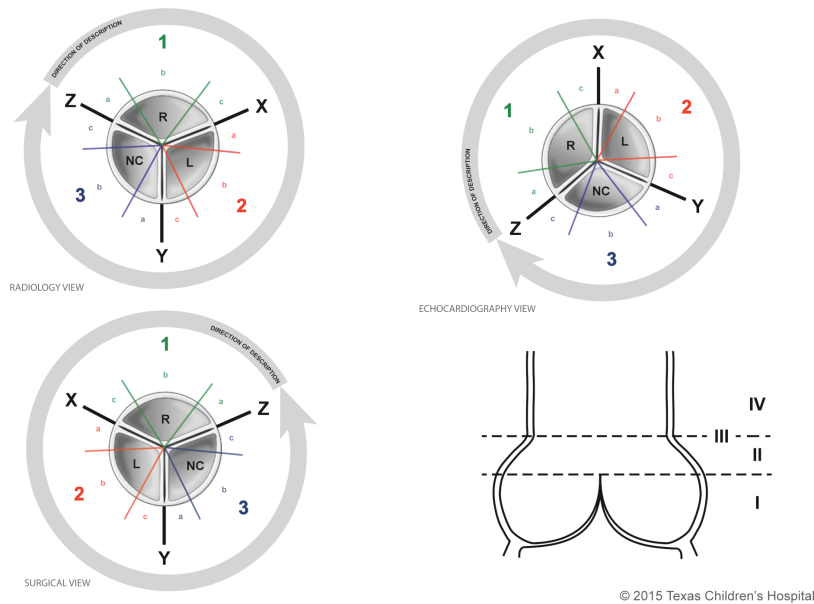 DIRECTION OF DESCRIPTION
1
b
a
c
Z
X
R
c
a
NC
L
3
b
b
2
a
c
Y
RADIOLOGY VIEW
X
c
a
1
2
b
b
R
L
DIRECTION OF DESCRIPTION
c
a
NC
Z
c
a
Y
b
3
ECHOCARDIOGRAPHY VIEW
DIRECTION OF DESCRIPTION
1
b
c
a
X
Z
R
a
c
L
NC
2
b
b
3
c
a
Y
SURGICAL VIEW
IV
III
II
I
© 2015 Texas Children's Hospital